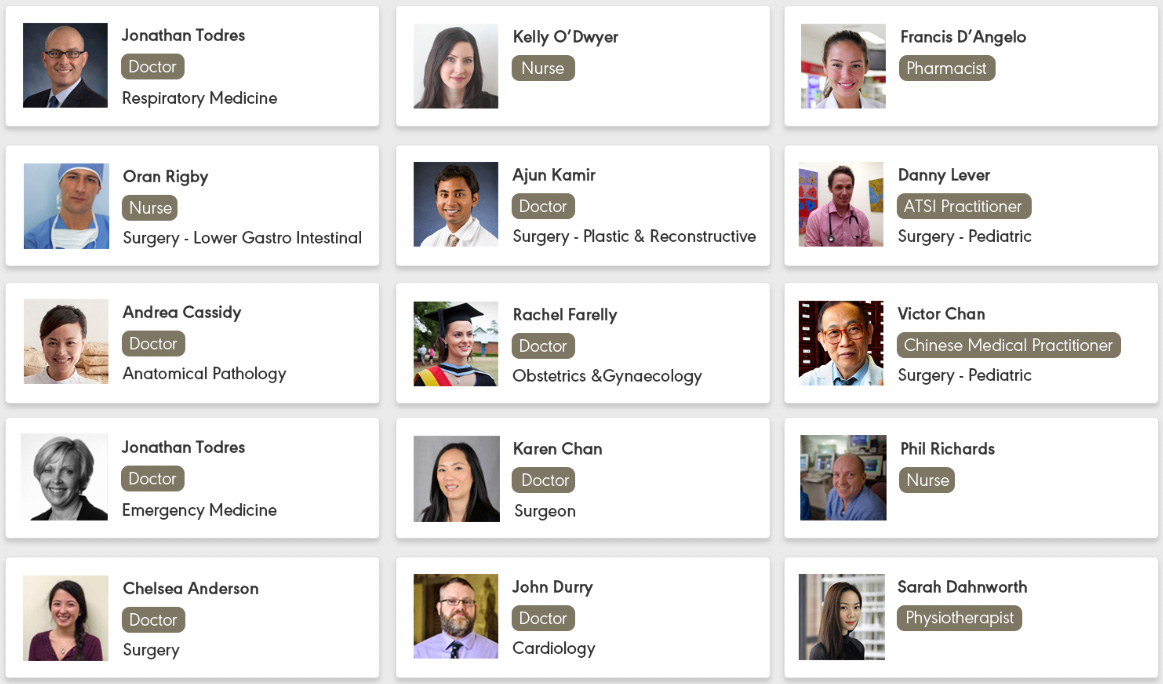 Jonathan Todres
Doctor
Respiratory Medicine
Kelly O’Dwyer
Nurse
Francis D’Angelo
Pharmacist
Oran Rigby
Nurse
Surgery - Lower Gastro Intestinal
Ajun Kamir
Doctor
Surgery - Plastic & Reconstructive
Danny Lever
ATSI Practitioner
Surgery - Pediatric
Andrea Cassidy
Doctor
Anatomical Pathology
Rachel Farelly
Doctor
Obstetrics &Gynaecology
Victor Chan
Chinese Medical Practitioner
Surgery - Pediatric
Jonathan Todres
Doctor
Emergency Medicine
Karen Chan
Doctor
Surgeon
Phil Richards
Nurse
Chelsea Anderson
Doctor
Surgery
John Durry
Doctor
Cardiology
Sarah Dahnworth
Physiotherapist